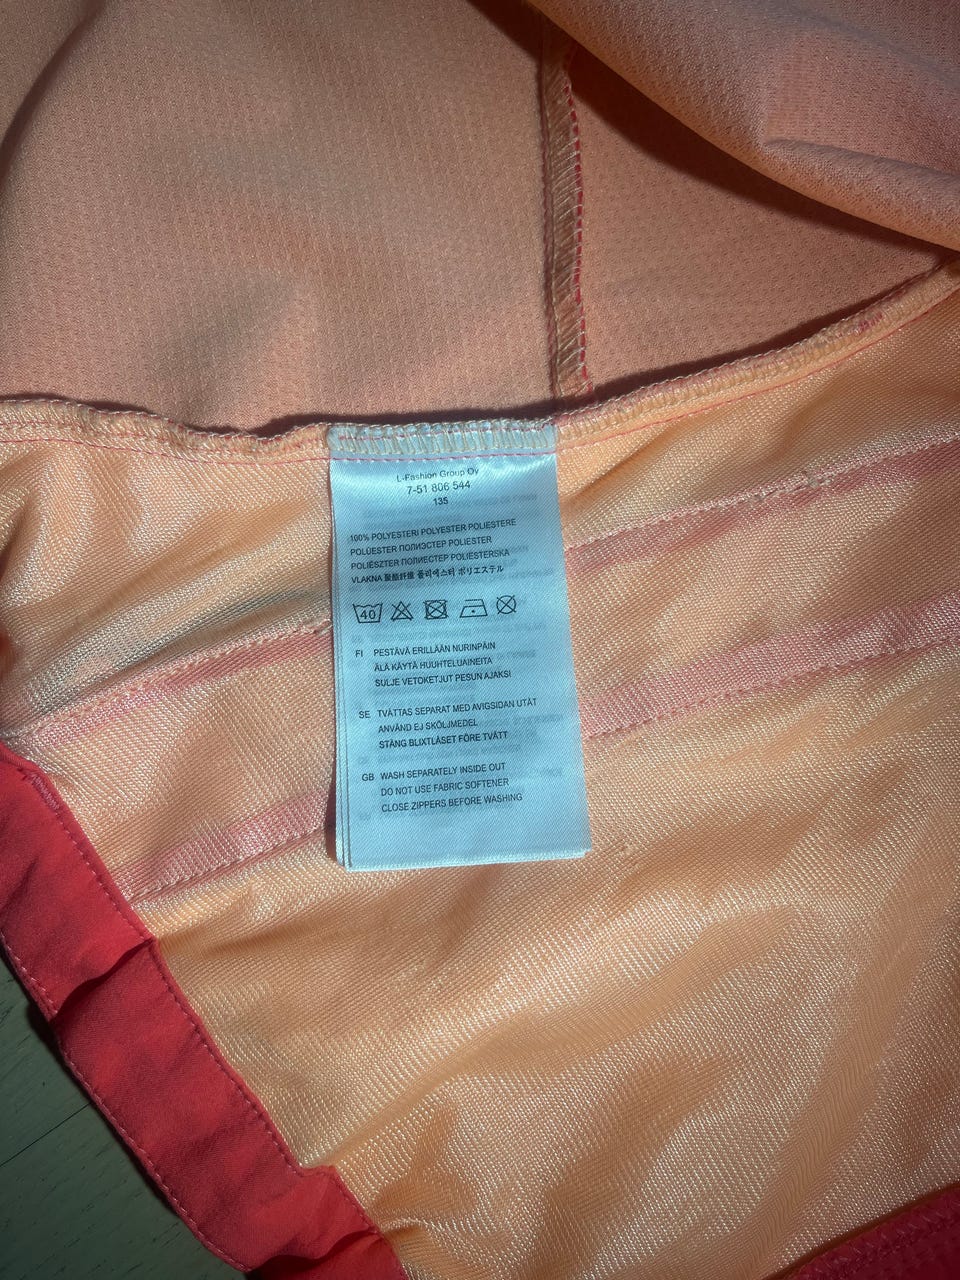 L-Fashion Group Oy
7-51 806 544
135
100% POLYESTERI POLYESTER POLIESTERE
POLÜESTER ПОЛИЭСТЕР POLIESTER
POLIÉSZTER ПОЛИЕСТЕР POLIESTERSKA
VLAKNA 聚酯纤维 폴리에스터 ポリエステル
40
FI PESTÄVÄ ERILLÄÄN NURINPÄIN
ÄLÄ KÄYTÄ HUUHTELUAINEITA
SULJE VETOKETJUT PESUN AJAKSI
SE TVÄTTAS SEPARAT MED AVIGSIDAN UTÅT
ANVÄND EJ SKÖLJMEDEL
STÄNG BLIXTLÅSET FÖRE TVÄTT
GB WASH SEPARATELY INSIDE OUT
DO NOT USE FABRIC SOFTENER
CLOSE ZIPPERS BEFORE WASHING